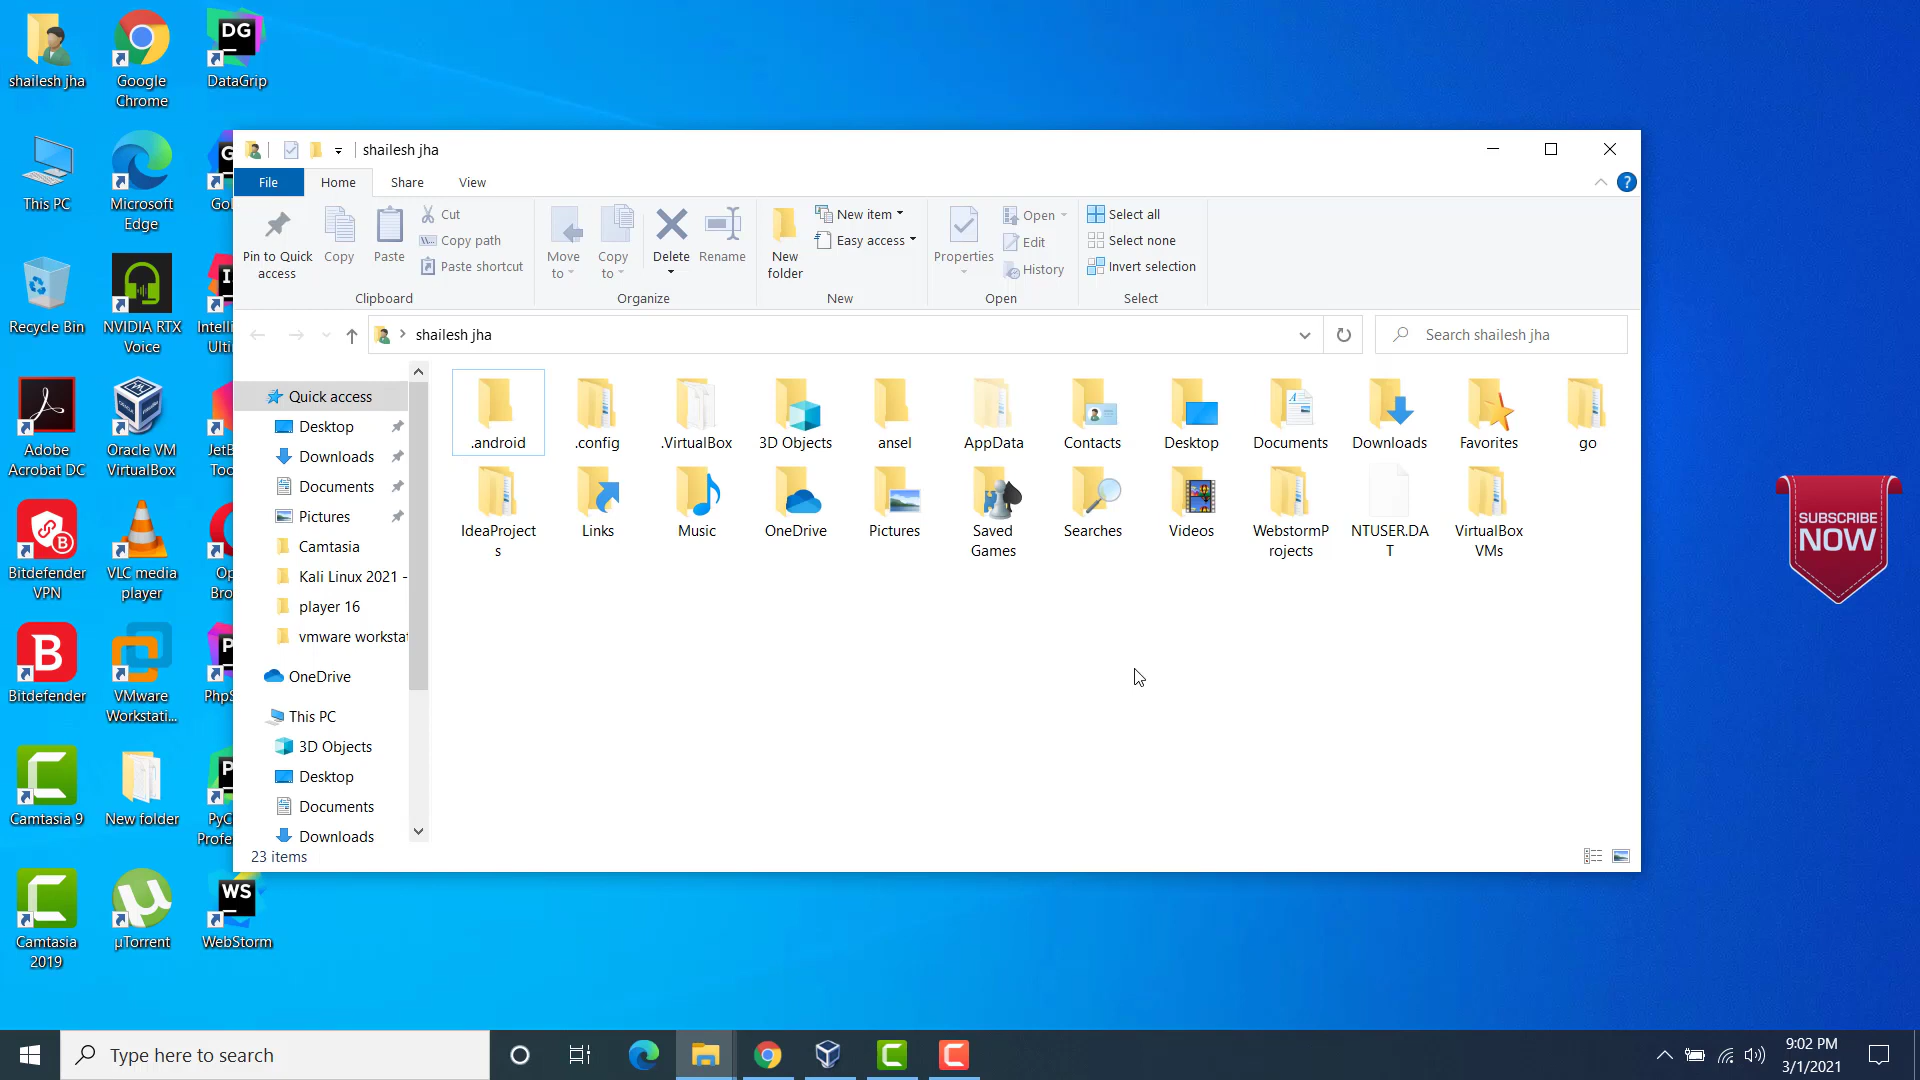 shailesh jha
Google
Chrome
DG
DataGrip
This PC
Microsoft
Edge
Recycle Bin
NVIDIA RTX
Voice
Adobe
Acrobat DC
Oracle VM
VirtualBox
Bitdefender
VPN
VLC media
player
B
Bitdefender
VMware
Workstati...
Camtasia 9
New folder
Camtasia
2019
µTorrent
WS
WebStorm
shailesh jha
File
Home
Share
View
?
Pin to Quick
access
Copy
Paste
Cut
Copy path
Paste shortcut
Clipboard
Move
to
Copy
to
Delete
Rename
Organize
New
folder
New item
Easy access
New
Properties
Open
Edit
History
Open
Select all
Select none
Invert selection
Select
shailesh jha
Search shailesh jha
Quick access
Desktop
Downloads
Documents
Pictures
Camtasia
Kali Linux 2021 -
player 16
vmware workstat
OneDrive
This PC
3D Objects
Desktop
Documents
Downloads
.android
.config
.VirtualBox
3D Objects
ansel
AppData
Contacts
Desktop
Documents
Downloads
Favorites
go
IdeaProject
s
Links
Music
OneDrive
Pictures
Saved
Games
Searches
Videos
WebstormP
rojects
NTUSER.DA
T
VirtualBox
VMs
23 items
SUBSCRIBE
NOW
Type here to search
9:02 PM
3/1/2021